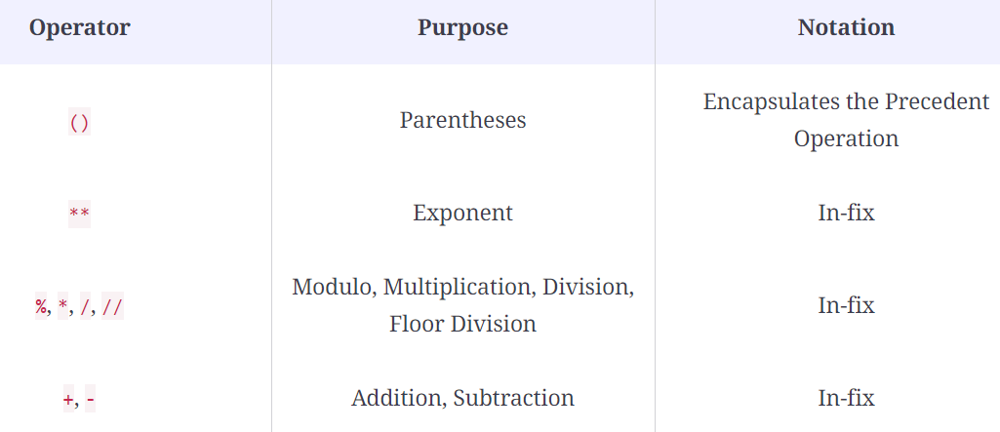 Operator Purpose Notation
Encapsulates the Precedent
() Parentheses
Operation
** Exponent In-fix
Modulo, Multiplication, Division,
%, *, /, // In-fix
Floor Division
+, - Addition, Subtraction In-fix